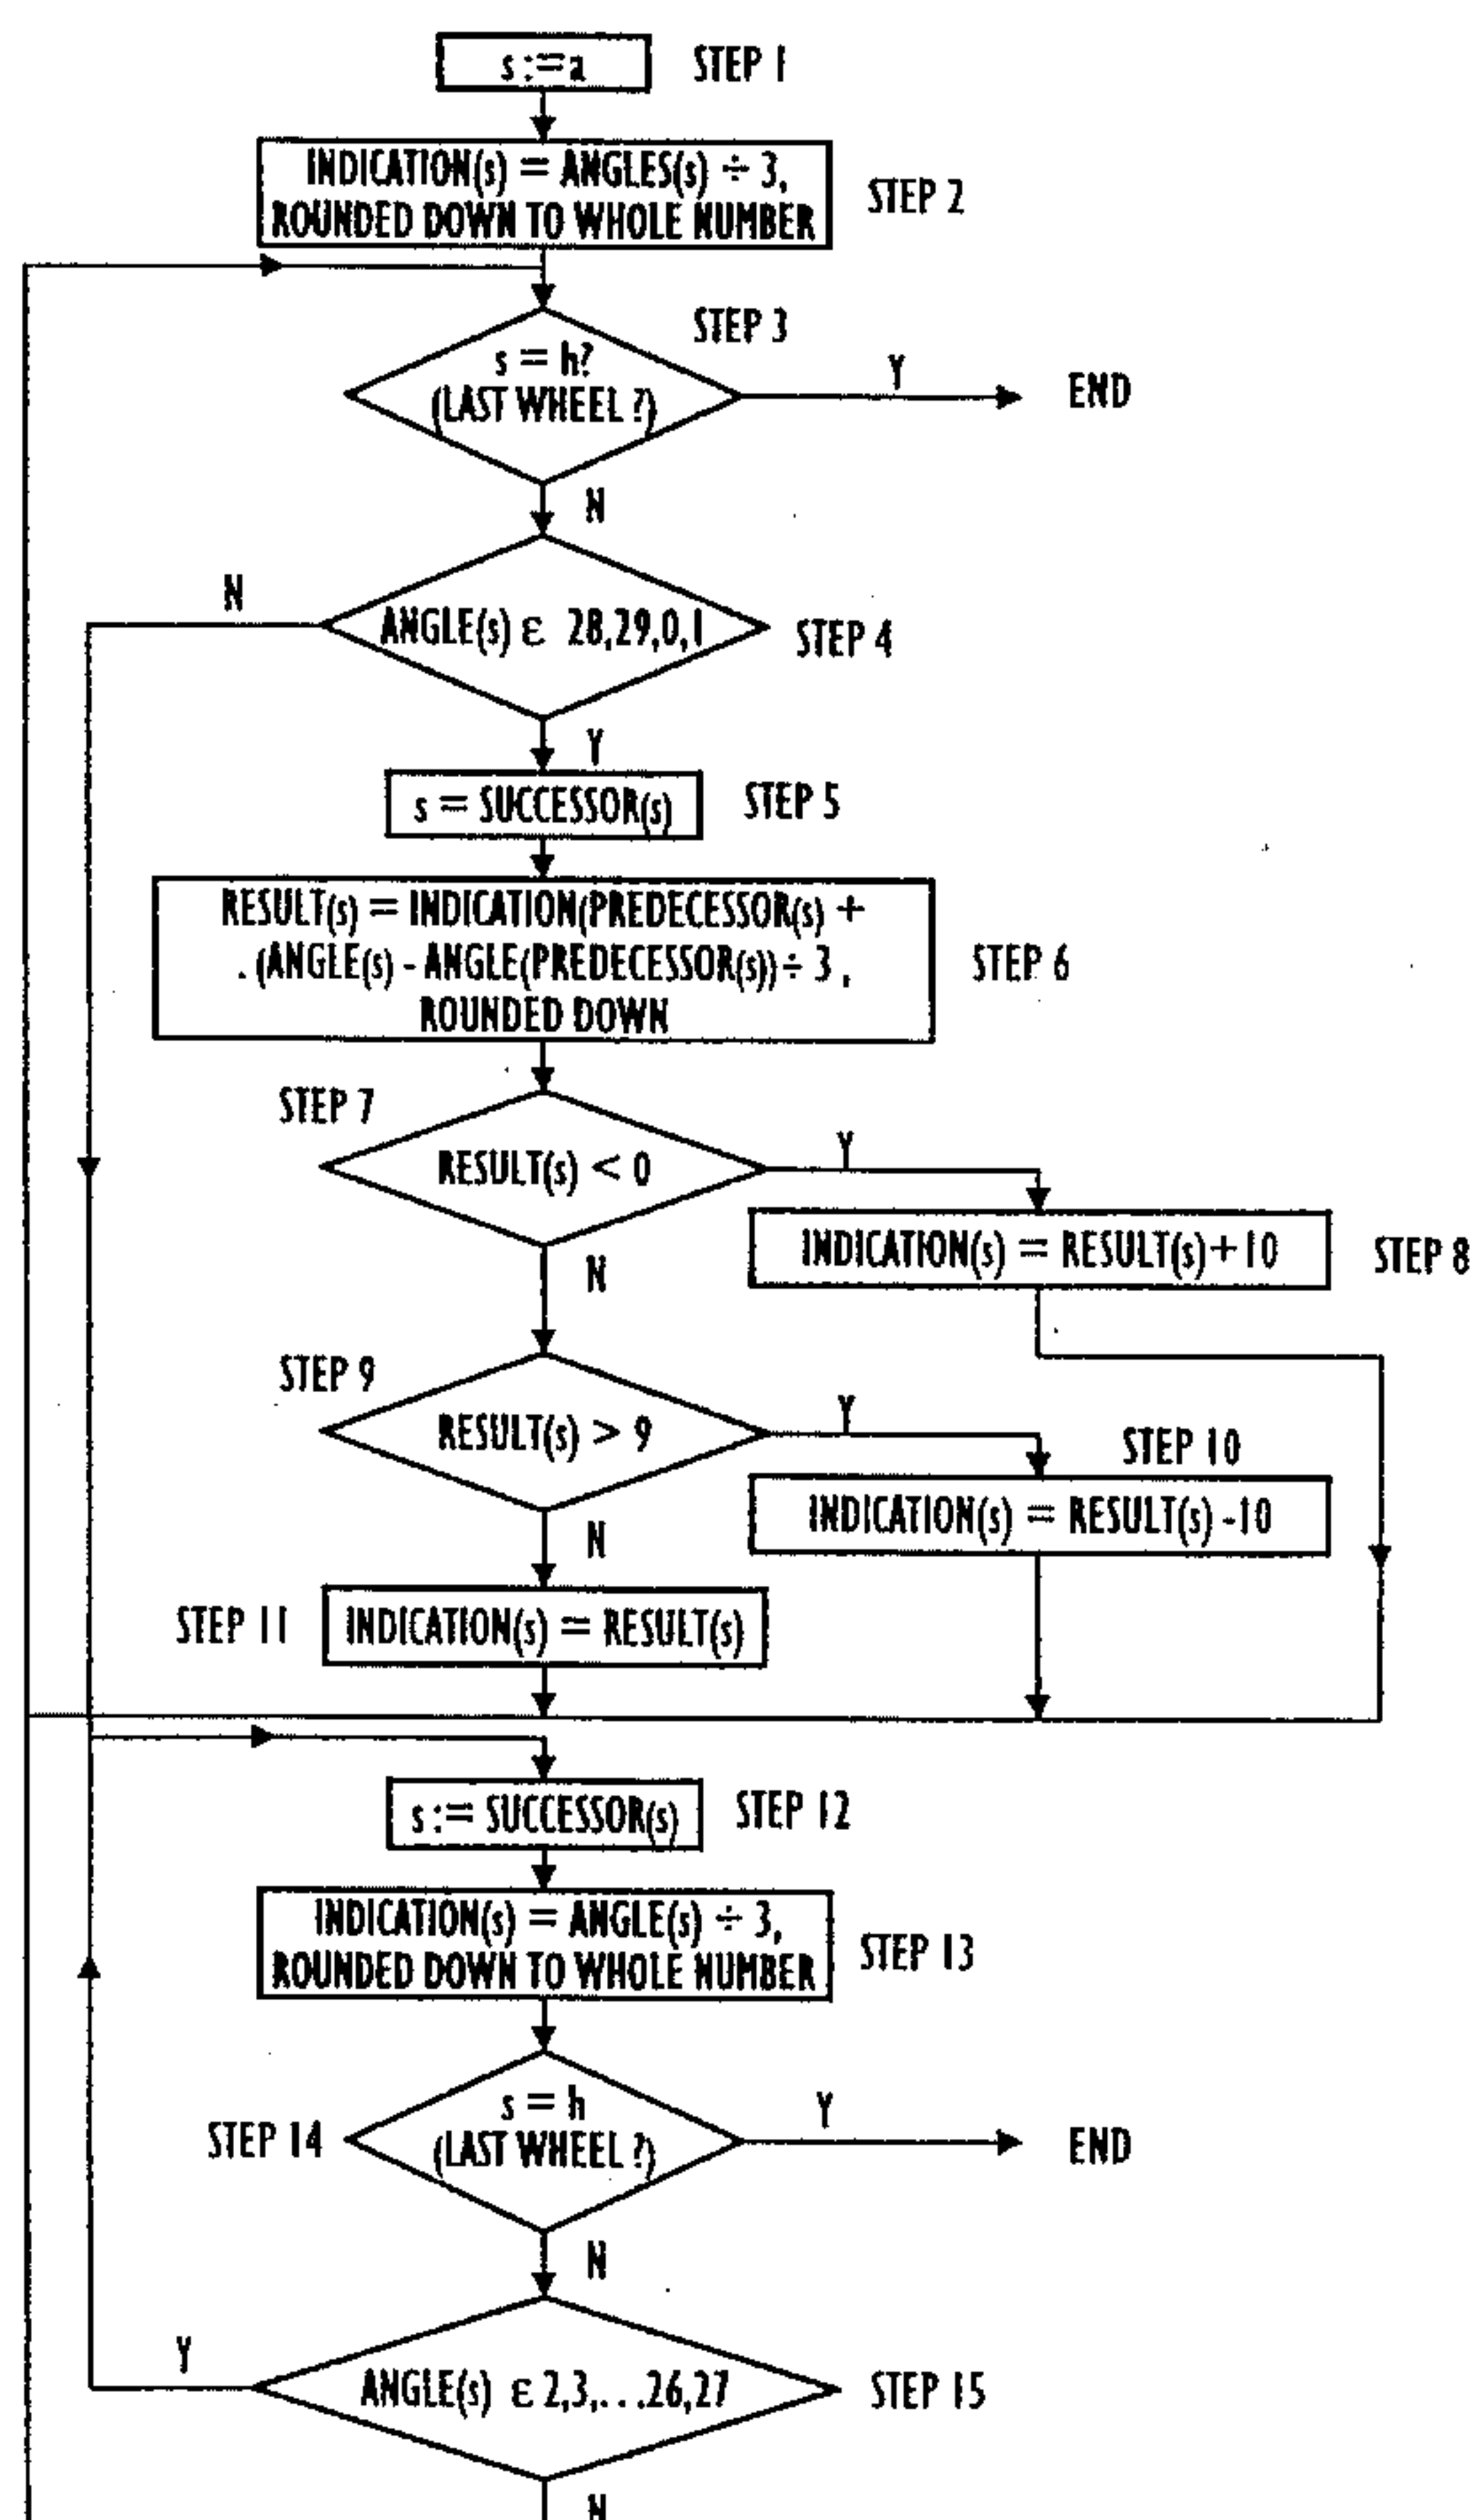 s:=a
STEP 1
INDICATION(s) = ANGLES(s) ÷ 3,
ROUNDED DOWN TO WHOLE NUMBER
STEP 2
STEP 3
s = h?
(LAST WHEEL ?)
Y
END
N
N
ANGLE(s) ε 28,29,0,1
STEP 4
Y
s = SUCCESSOR(s)
STEP 5
RESULT(s) = INDICATION(PREDECESSOR(s) +
.(ANGLE(s) - ANGLE(PREDECESSOR(s)) ÷ 3 ,
ROUNDED DOWN
STEP 6
STEP 7
RESULT(s) < 0
Y
N
INDICATION(s) = RESULT(s)+10
STEP 8
STEP 9
RESULT(s) > 9
Y
STEP 10
INDICATION(s) = RESULT(s) -10
N
STEP 11
INDICATION(s) = RESULT(s)
s := SUCCESSOR(s)
STEP 12
INDICATION(s) = ANGLE(s) ÷ 3,
ROUNDED DOWN TO WHOLE NUMBER
STEP 13
s = h
(LAST WHEEL ?)
STEP 14
Y
END
N
Y
ANGLE(s) ε 2,3,...26,27
STEP 15
N